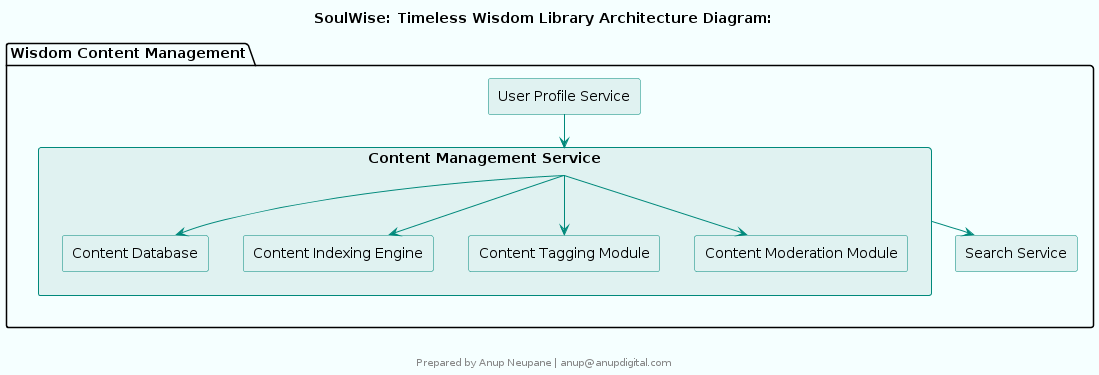 SoulWise: Timeless Wisdom Library Architecture Diagram:
Wisdom Content Management
User Profile Service
Content Management Service
Content Database
Content Indexing Engine
Content Tagging Module
Content Moderation Module
Search Service
Prepared by Anup Neupane | anup@anupdigital.com